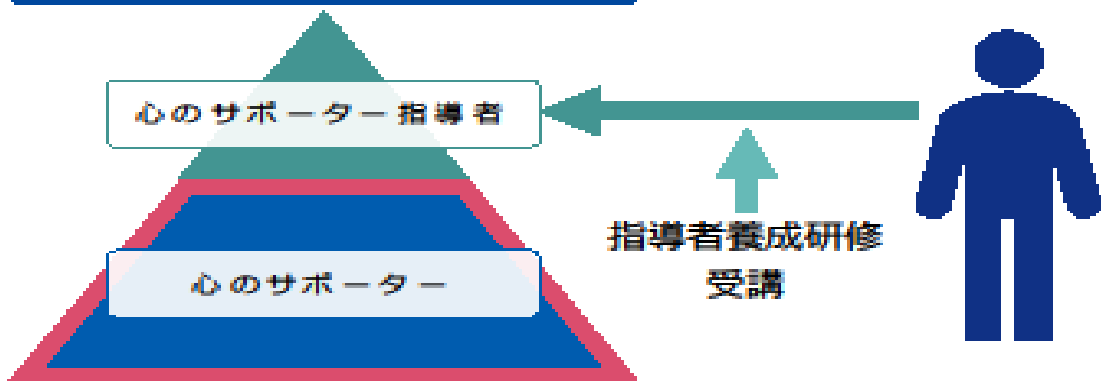 心のサポーター指導者
指導者養成研修
受講
心のサポーター